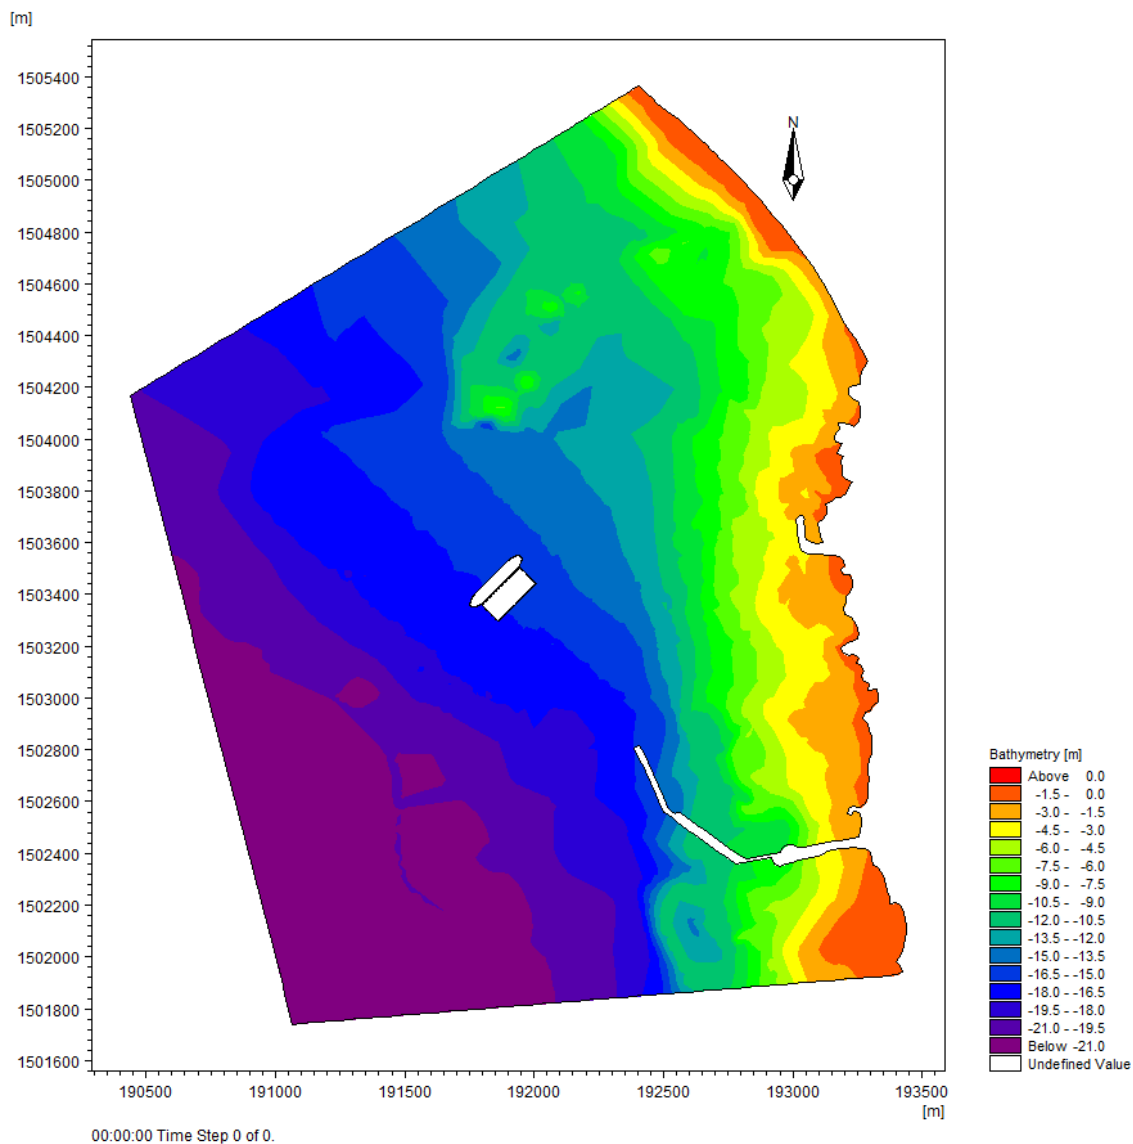 [m]
1505400
1505200
1505000
1504800
1504600
1504400
1504200
1504000
1503800
1503600
1503400
1503200
1503000
1502800
1502600
1502400
1502200
1502000
1501800
1501600
N
190500 191000 191500 192000 192500 193000 193500
[m]
Bathymetry [m]
Above 0.0
-1.5 - 0.0
-3.0 - -1.5
-4.5 - -3.0
-6.0 - -4.5
-7.5 - -6.0
-9.0 - -7.5
-10.5 - -9.0
-12.0 - -10.5
-13.5 - -12.0
-15.0 - -13.5
-16.5 - -15.0
-18.0 - -16.5
-19.5 - -18.0
-21.0 - -19.5
Below -21.0
Undefined Value
00:00:00 Time Step 0 of 0.